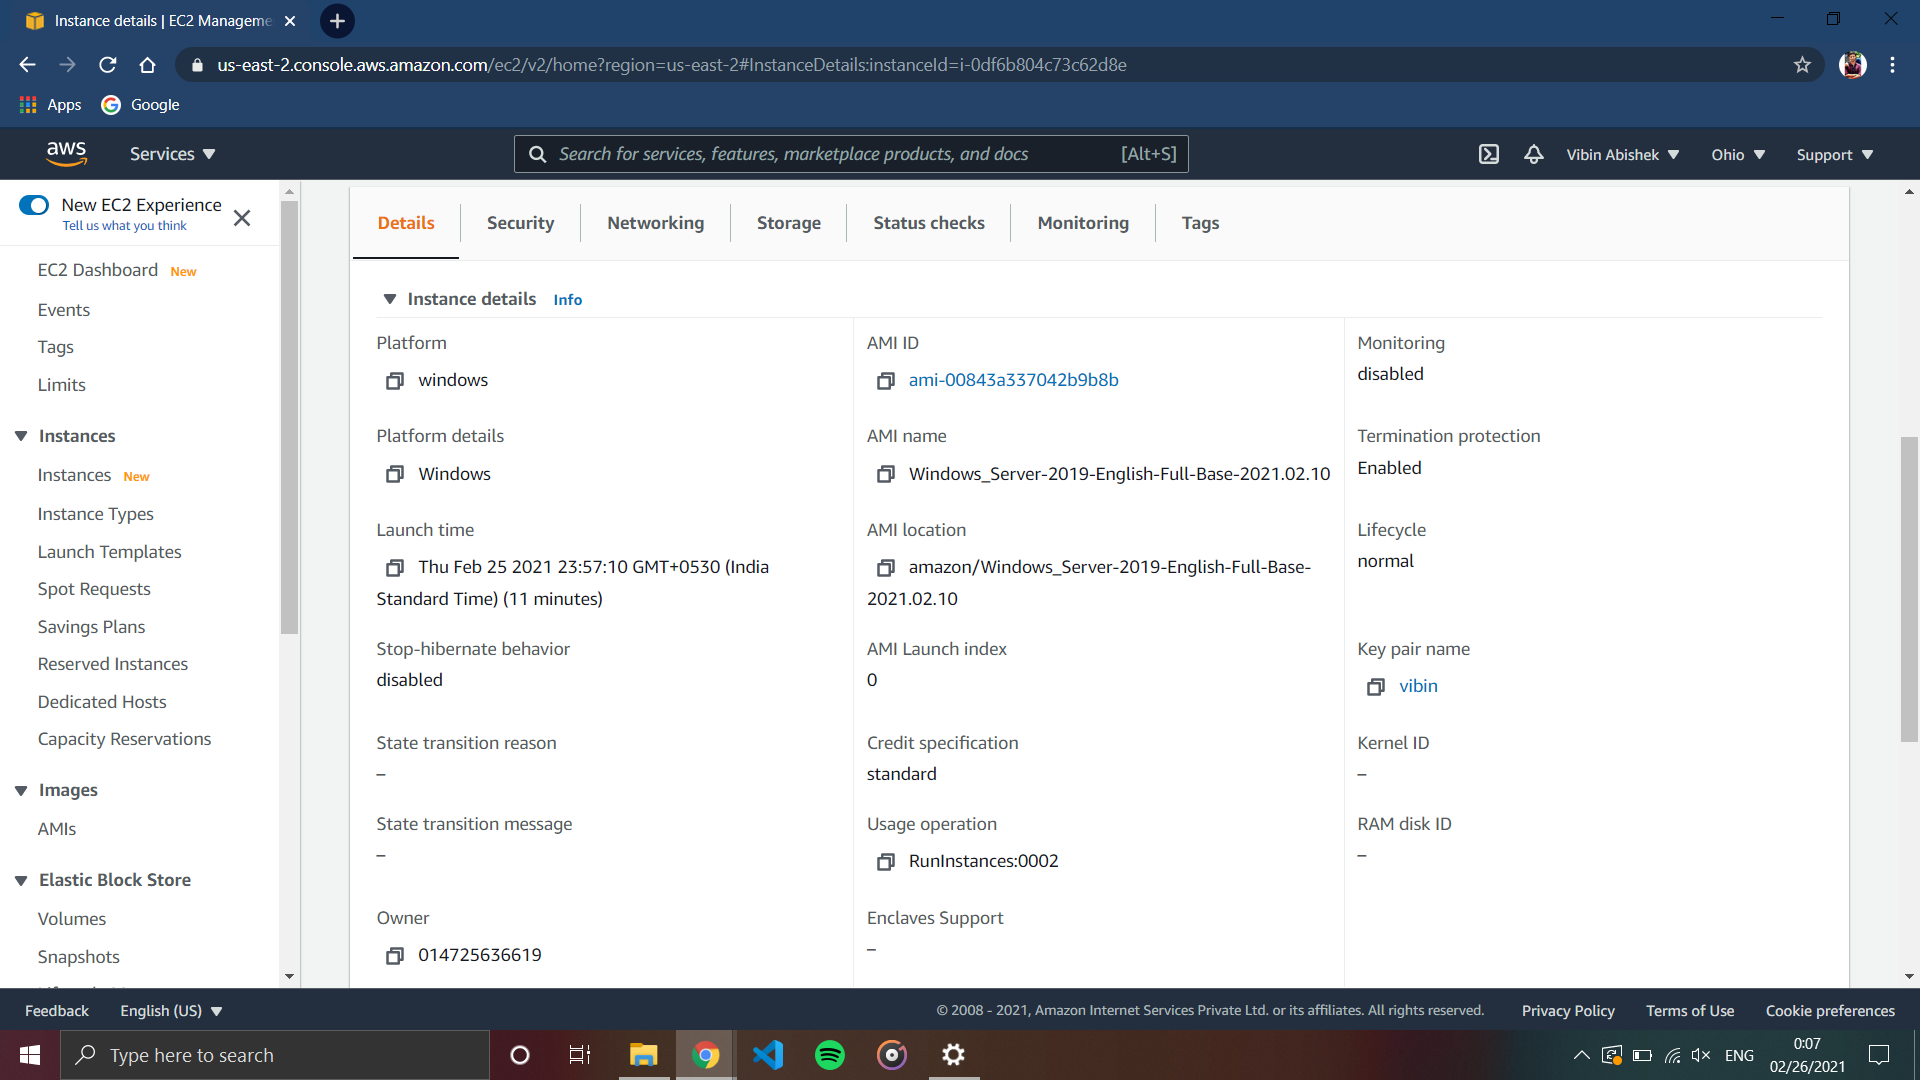 Instance details | EC2 Manageme
us-east-2.console.aws.amazon.com/ec2/v2/home?region=us-east-2#InstanceDetails:instanceId=i-0df6b804c73c62d8e
Apps
Google
aws
Services
Search for services, features, marketplace products, and docs
[Alt+S]
Vibin Abishek
Ohio
Support
New EC2 Experience
Tell us what you think
EC2 Dashboard New
Events
Tags
Limits
Instances
Instances New
Instance Types
Launch Templates
Spot Requests
Savings Plans
Reserved Instances
Dedicated Hosts
Capacity Reservations
Images
AMIs
Elastic Block Store
Volumes
Snapshots
Details
Security
Networking
Storage
Status checks
Monitoring
Tags
Instance details Info
Platform
windows
AMI ID
ami-00843a337042b9b8b
Monitoring
disabled
Platform details
Windows
AMI name
Windows_Server-2019-English-Full-Base-2021.02.10
Termination protection
Enabled
Launch time
Thu Feb 25 2021 23:57:10 GMT+0530 (India
Standard Time) (11 minutes)
AMI location
amazon/Windows_Server-2019-English-Full-Base-
2021.02.10
Lifecycle
normal
Stop-hibernate behavior
disabled
AMI Launch index
0
Key pair name
vibin
State transition reason
–
Credit specification
standard
Kernel ID
–
State transition message
–
Usage operation
RunInstances:0002
RAM disk ID
–
Owner
014725636619
Enclaves Support
–
Feedback
English (US)
© 2008 - 2021, Amazon Internet Services Private Ltd. or its affiliates. All rights reserved.
Privacy Policy
Terms of Use
Cookie preferences
Type here to search
ENG
0:07
02/26/2021